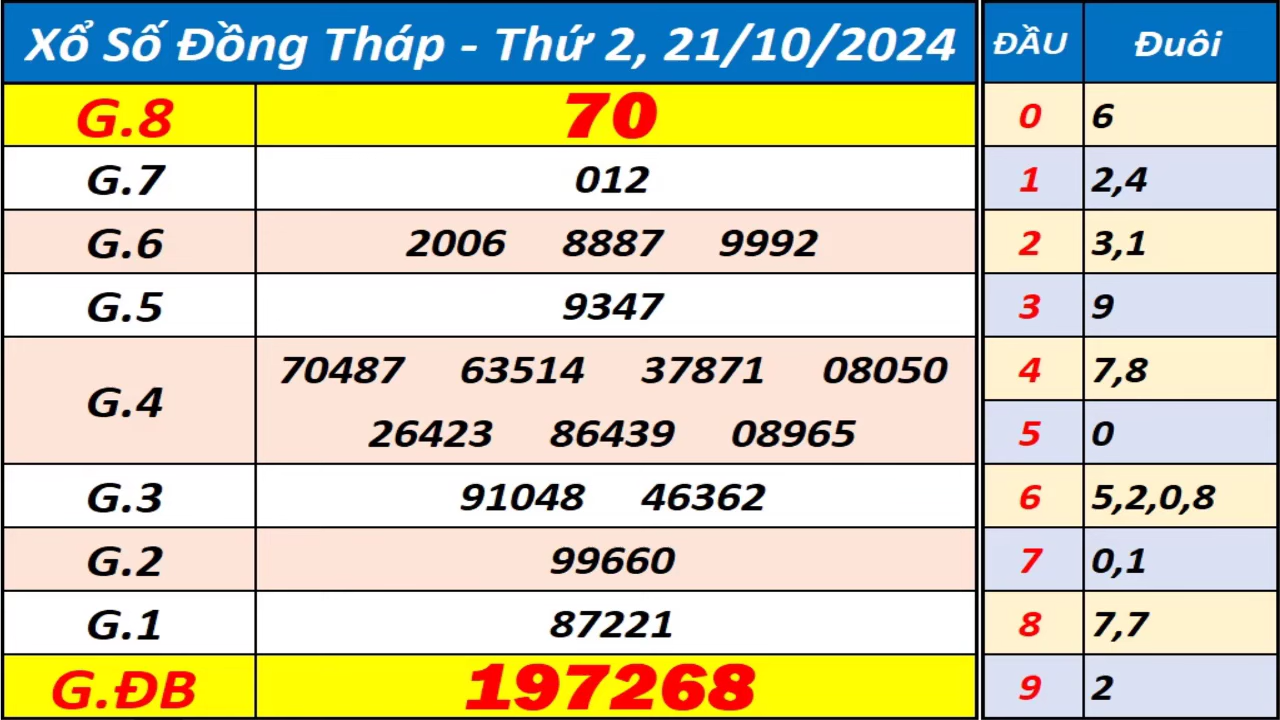 Xổ Số Đồng Tháp - Thứ 2, 21/10/2024 ĐẦU Đuôi
G.8 70 0 6
G.7 012 1 2,4
G.6 2006 8887 9992 2 3,1
G.5 9347 3 9
G.4 70487 63514 37871 08050 4 7,8
26423 86439 08965 5 0
G.3 91048 46362 6 5,2,0,8
G.2 99660 7 0,1
G.1 87221 8 7,7
G.ĐB 197268 9 2